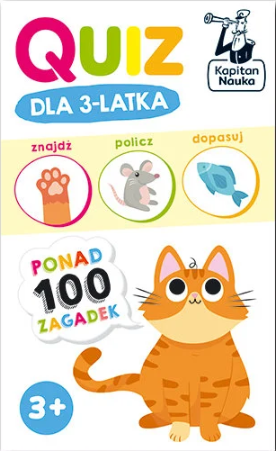 QUIZ
Kapitan
Nauka
DLA 3-LATKA
znajdź
policz
dopasuj
PONAD
100
ZAGADEK
3+